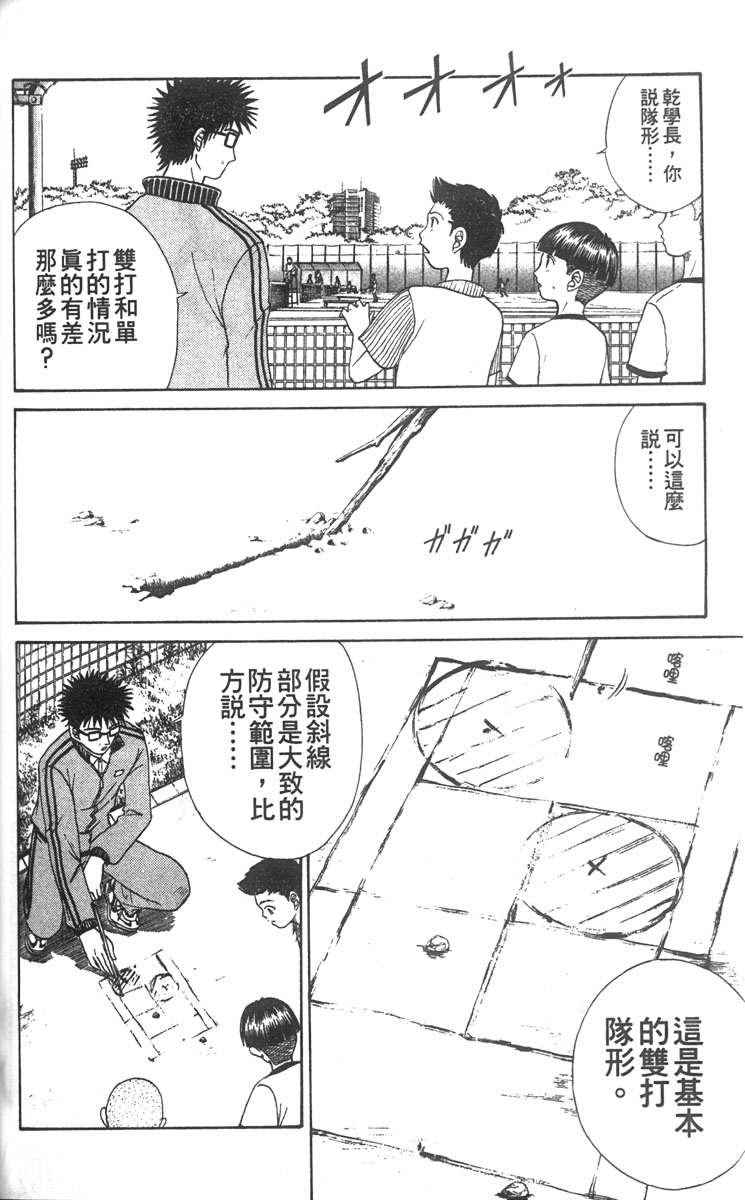 乾學長，你
說隊形……
オオオオ
雙打和單
打的情況
真的有差
那麼多嗎？
可以這麼
說……
ガガガ
喀哩
喀哩
這是基本
的雙打
隊形。
假設斜線
部分是大致的
防守範圍，比
方說……